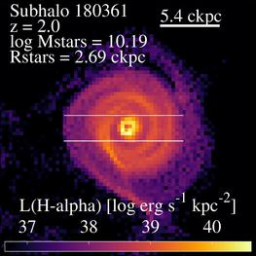 Subhalo 180361
z = 2.0
log Mstars = 10.19
Rstars = 2.69 ckpc
5.4 ckpc
L(H-alpha) [log erg s⁻¹ kpc⁻²]
37 38 39 40